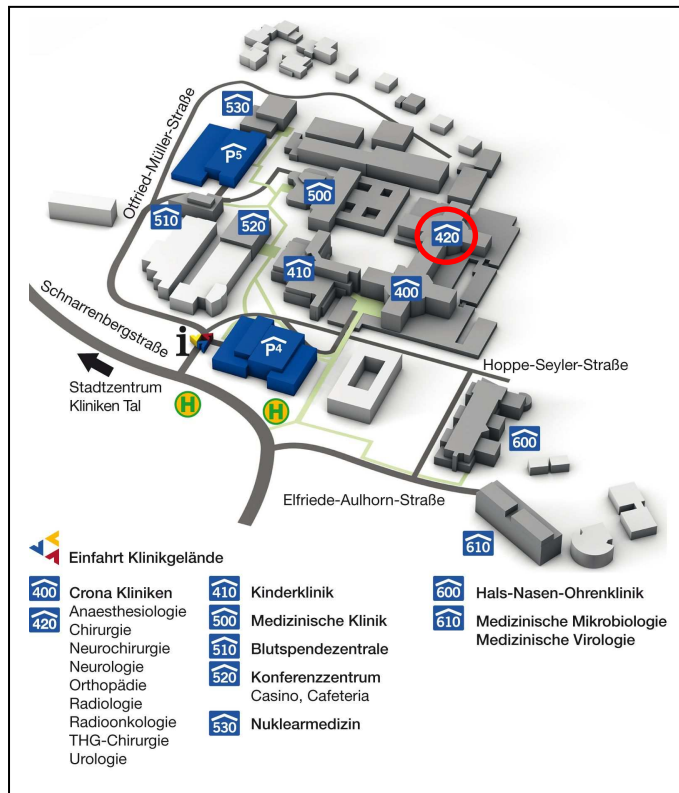 530
Otfried-Müller-Straße
P5
500
510
520
420
410
400
Schnarrenbergstraße
i
P4
Hoppe-Seyler-Straße
Stadtzentrum
Kliniken Tal
H
H
600
Elfriede-Aulhorn-Straße
610
Einfahrt Klinikgelände
400 Crona Kliniken
420 Anaesthesiologie
Chirurgie
Neurochirurgie
Neurologie
Orthopädie
Radiologie
Radioonkologie
THG-Chirurgie
Urologie
410 Kinderklinik
500 Medizinische Klinik
510 Blutspendezentrale
520 Konferenzzentrum
Casino, Cafeteria
530 Nuklearmedizin
600 Hals-Nasen-Ohrenklinik
610 Medizinische Mikrobiologie
Medizinische Virologie